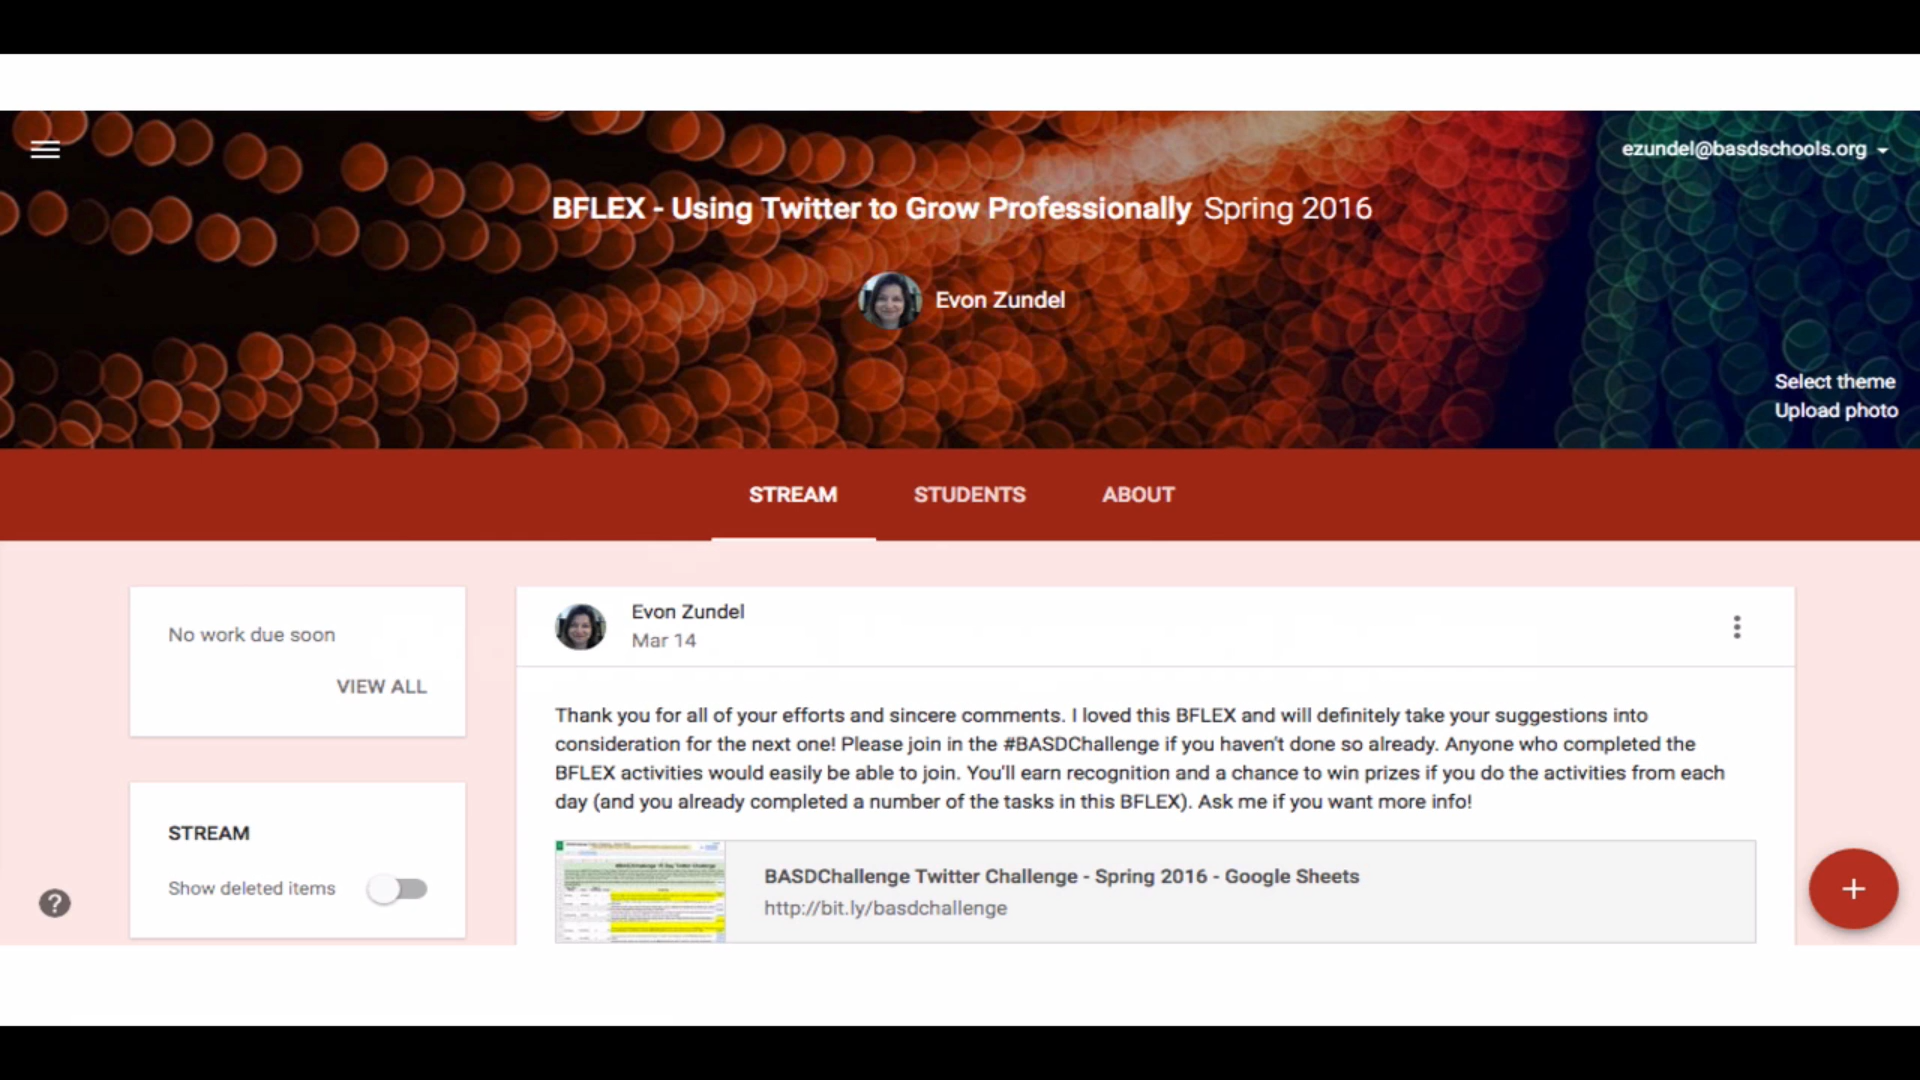 ezundel@basdschools.org
BFLEX - Using Twitter to Grow Professionally Spring 2016
Evon Zundel
Select theme
Upload photo
STREAM STUDENTS ABOUT
No work due soon
VIEW ALL
STREAM
Show deleted items
?
Evon Zundel
Mar 14
Thank you for all of your efforts and sincere comments. I loved this BFLEX and will definitely take your suggestions into
consideration for the next one! Please join in the #BASDChallenge if you haven't done so already. Anyone who completed the
BFLEX activities would easily be able to join. You'll earn recognition and a chance to win prizes if you do the activities from each
day (and you already completed a number of the tasks in this BFLEX). Ask me if you want more info!
BASDChallenge Twitter Challenge - Spring 2016 - Google Sheets
http://bit.ly/basdchallenge
+